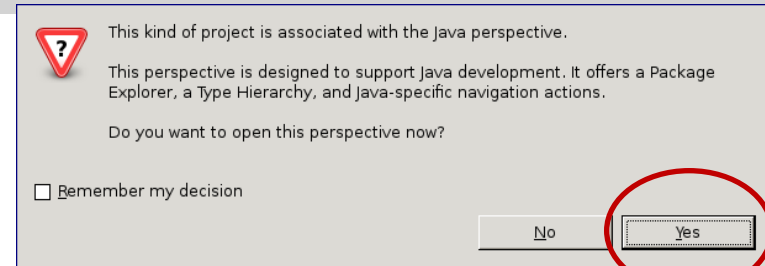 This kind of project is associated with the Java perspective.
This perspective is designed to support Java development. It offers a Package
Explorer, a Type Hierarchy, and Java-specific navigation actions.
Do you want to open this perspective now?
Remember my decision
No
Yes